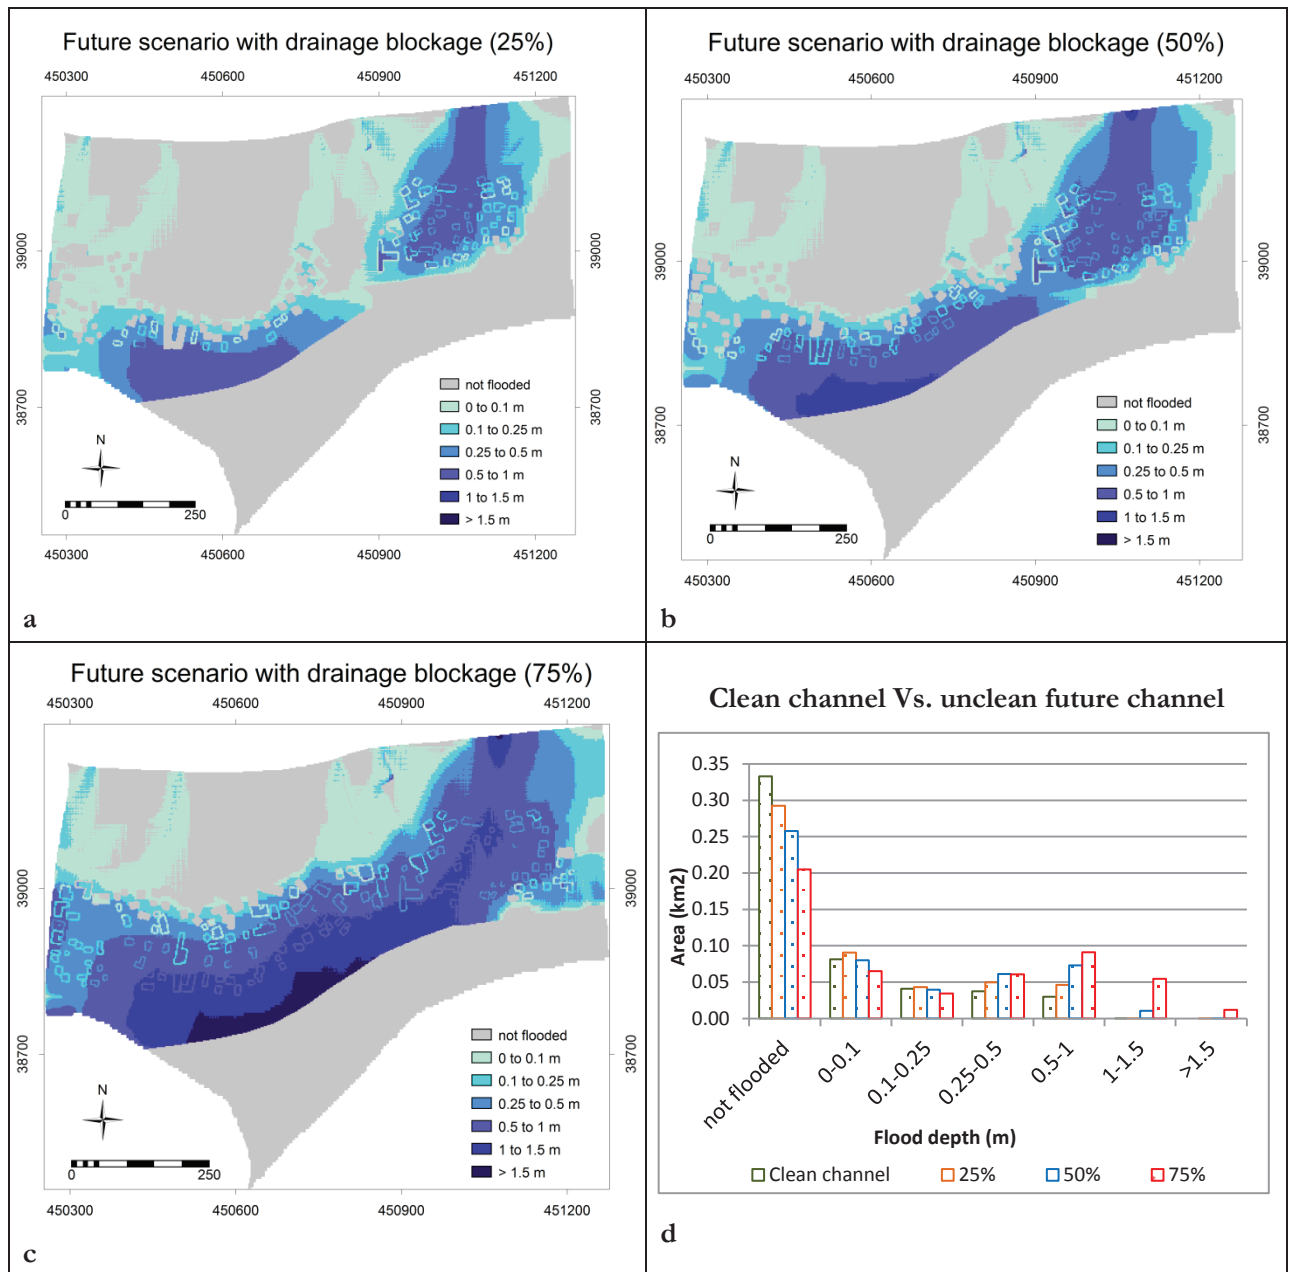 Future scenario with drainage blockage (25%)
450300 450600 450900 451200
39000 39000
38700 38700
not flooded
0 to 0.1 m
0.1 to 0.25 m
0.25 to 0.5 m
0.5 to 1 m
1 to 1.5 m
> 1.5 m
N
0 250
450300 450600 450900 451200
a
Future scenario with drainage blockage (50%)
450300 450600 450900 451200
39000 39000
38700 38700
not flooded
0 to 0.1 m
0.1 to 0.25 m
0.25 to 0.5 m
0.5 to 1 m
1 to 1.5 m
> 1.5 m
N
0 250
450300 450600 450900 451200
b
Future scenario with drainage blockage (75%)
450300 450600 450900 451200
39000 39000
38700 38700
not flooded
0 to 0.1 m
0.1 to 0.25 m
0.25 to 0.5 m
0.5 to 1 m
1 to 1.5 m
> 1.5 m
N
0 250
450300 450600 450900 451200
c
Clean channel Vs. unclean future channel
0.35
0.30
0.25
0.20
0.15
0.10
0.05
0.00
Area (km2)
not flooded 0-0.1 0.1-0.25 0.25-0.5 0.5-1 1-1.5 >1.5
Flood depth (m)
Clean channel 25% 50% 75%
d